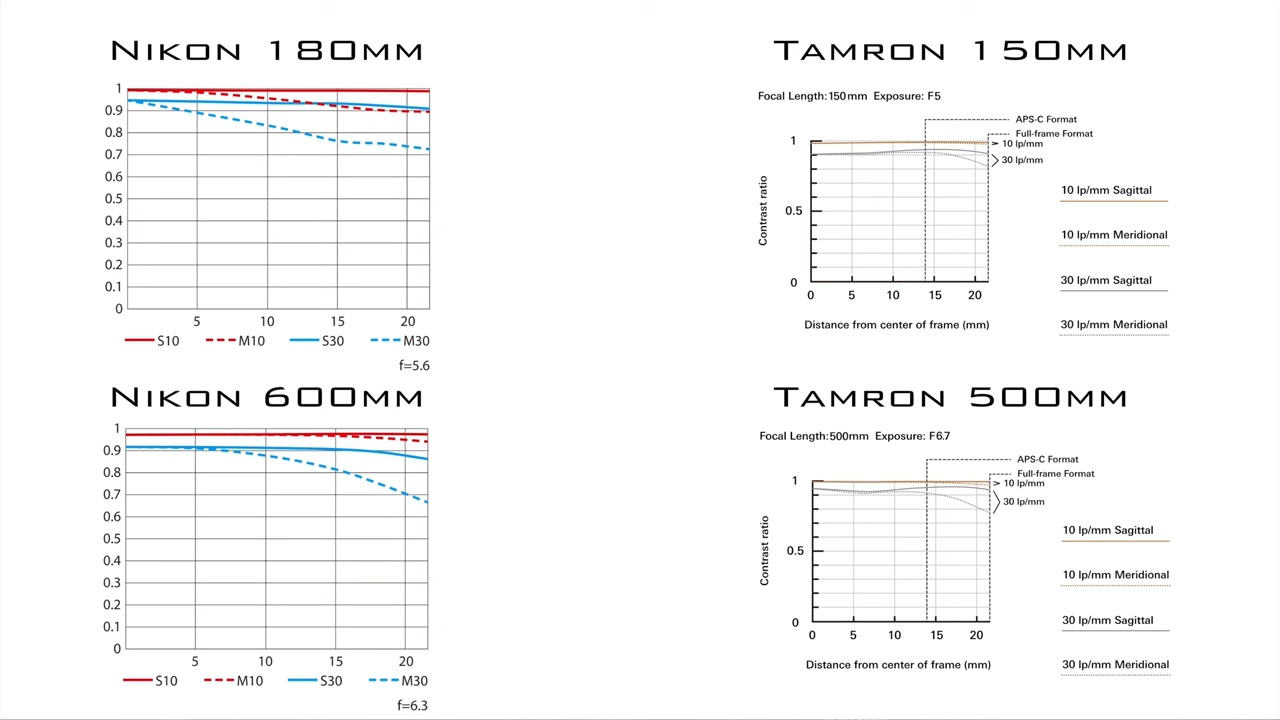 NIKON 180MM
1
0.9
0.8
0.7
0.6
0.5
0.4
0.3
0.2
0.1
0
5 10 15 20
S10 M10 S30 M30
f=5.6
TAMRON 150MM
Focal Length: 150 mm Exposure: F5
APS-C Format
Full-frame Format
10 lp/mm
30 lp/mm
1
0.5
0
Contrast ratio
0 5 10 15 20
Distance from center of frame (mm)
10 lp/mm Sagittal
10 lp/mm Meridional
30 lp/mm Sagittal
30 lp/mm Meridional
NIKON 600MM
1
0.9
0.8
0.7
0.6
0.5
0.4
0.3
0.2
0.1
0
5 10 15 20
S10 M10 S30 M30
f=6.3
TAMRON 500MM
Focal Length: 500mm Exposure: F6.7
APS-C Format
Full-frame Format
10 lp/mm
30 lp/mm
1
0.5
0
Contrast ratio
0 5 10 15 20
Distance from center of frame (mm)
10 lp/mm Sagittal
10 lp/mm Meridional
30 lp/mm Sagittal
30 lp/mm Meridional